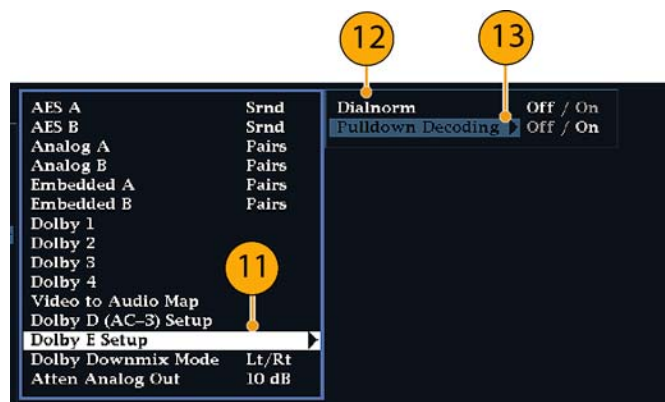 12 13
AES A Srnd
AES B Srnd
Analog A Pairs
Analog B Pairs
Embedded A Pairs
Embedded B Pairs
Dolby 1
Dolby 2
Dolby 3
Dolby 4
Video to Audio Map
Dolby D (AC-3) Setup
Dolby E Setup
Dolby Downmix Mode Lt/Rt
Atten Analog Out 10 dB
11
Dialnorm Off / On
Pulldown Decoding Off / On